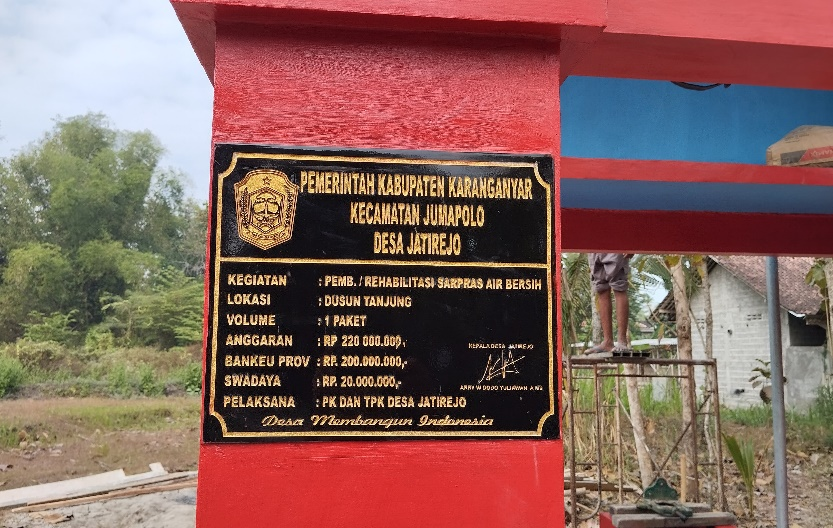 PEMERINTAH KABUPATEN KARANGANYAR
KECAMATAN JUMAPOLO
DESA JATIREJO
KEGIATAN : PEMB. / REHABILITASI SARPRAS AIR BERSIH
LOKASI : DUSUN TANJUNG
VOLUME : 1 PAKET
ANGGARAN : RP 220 000.000,-
BANKEU PROV : RP. 200.000.000,-
SWADAYA : RP. 20.000.000,-
PELAKSANA : PK DAN TPK DESA JATIREJO
KEPALA DESA JATIREJO
Desa Membangun Indonesia